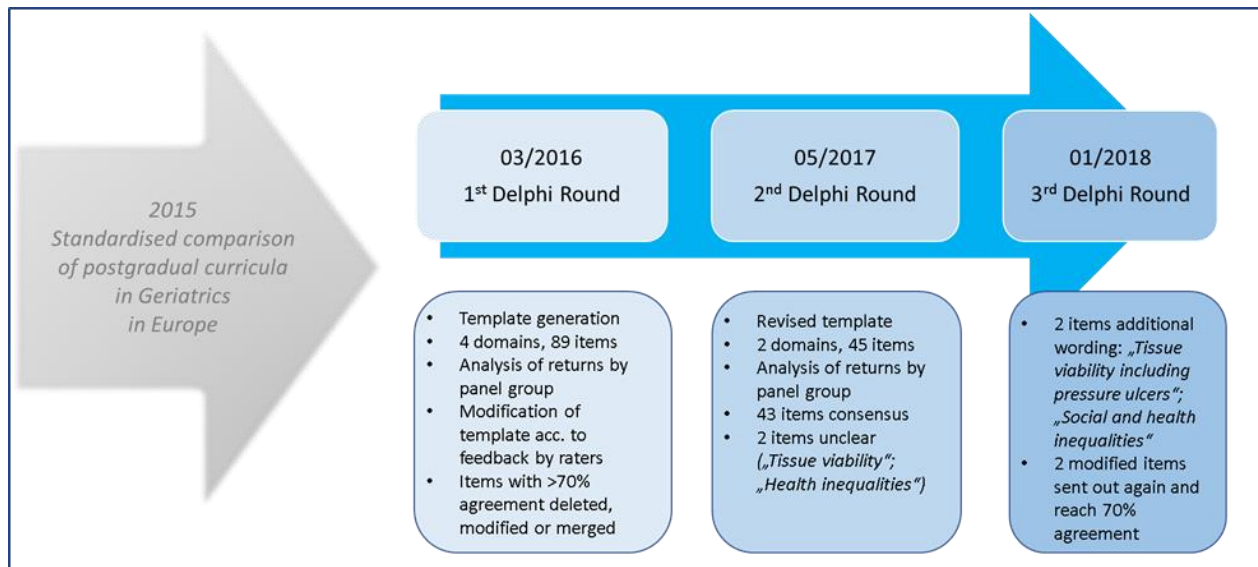 2015
Standardised comparison
of postgradual curricula
in Geriatrics
in Europe
03/2016
1st Delphi Round
05/2017
2nd Delphi Round
01/2018
3rd Delphi Round
• Template generation
• 4 domains, 89 items
• Analysis of returns by
panel group
• Modification of
template acc. to
feedback by raters
• Items with >70%
agreement deleted,
modified or merged
• Revised template
• 2 domains, 45 items
• Analysis of returns by
panel group
• 43 items consensus
• 2 items unclear
(„Tissue viability“;
„Health inequalities“)
• 2 items additional
wording: „Tissue
viability including
pressure ulcers“;
„Social and health
inequalities“
• 2 modified items
sent out again and
reach 70%
agreement